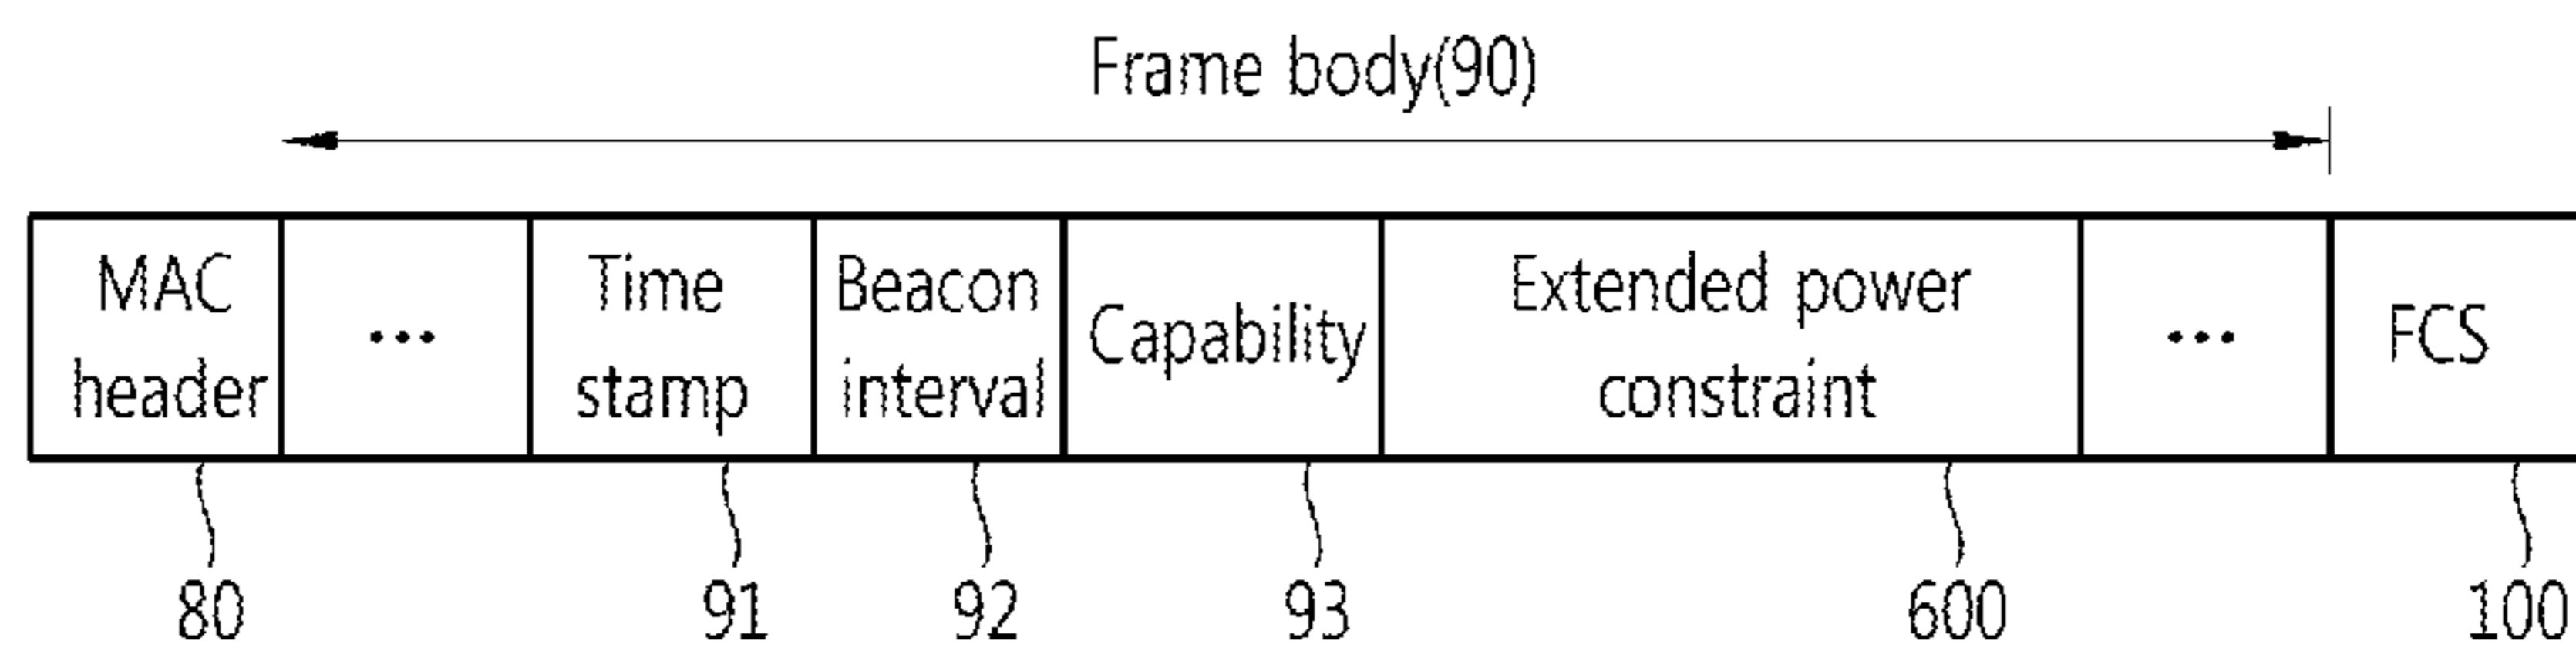 Frame body(90)
MAC
header
...
Time
stamp
Beacon
interval
Capability
Extended power
constraint
...
FCS
80
91
92
93
600
100